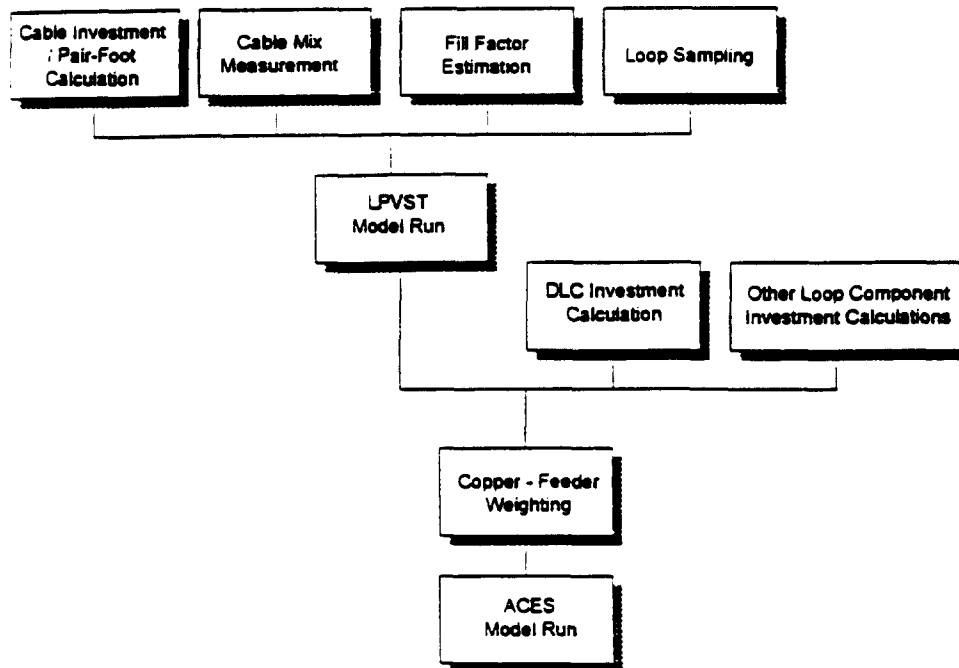 Cable Investment
/ Pair-Foot
Calculation
Cable Mix
Measurement
Fill Factor
Estimation
Loop Sampling
LPVST
Model Run
DLC Investment
Calculation
Other Loop Component
Investment Calculations
Copper - Feeder
Weighting
ACES
Model Run